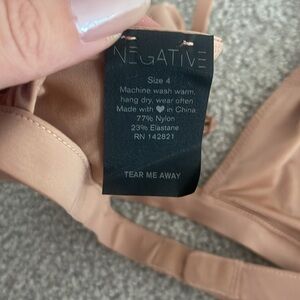 NEGATIVE
Size 4
Machine wash warm,
hang dry, wear often
Made with ♥ in China
77% Nylon
23% Elastane
RN 142821
TEAR ME AWAY